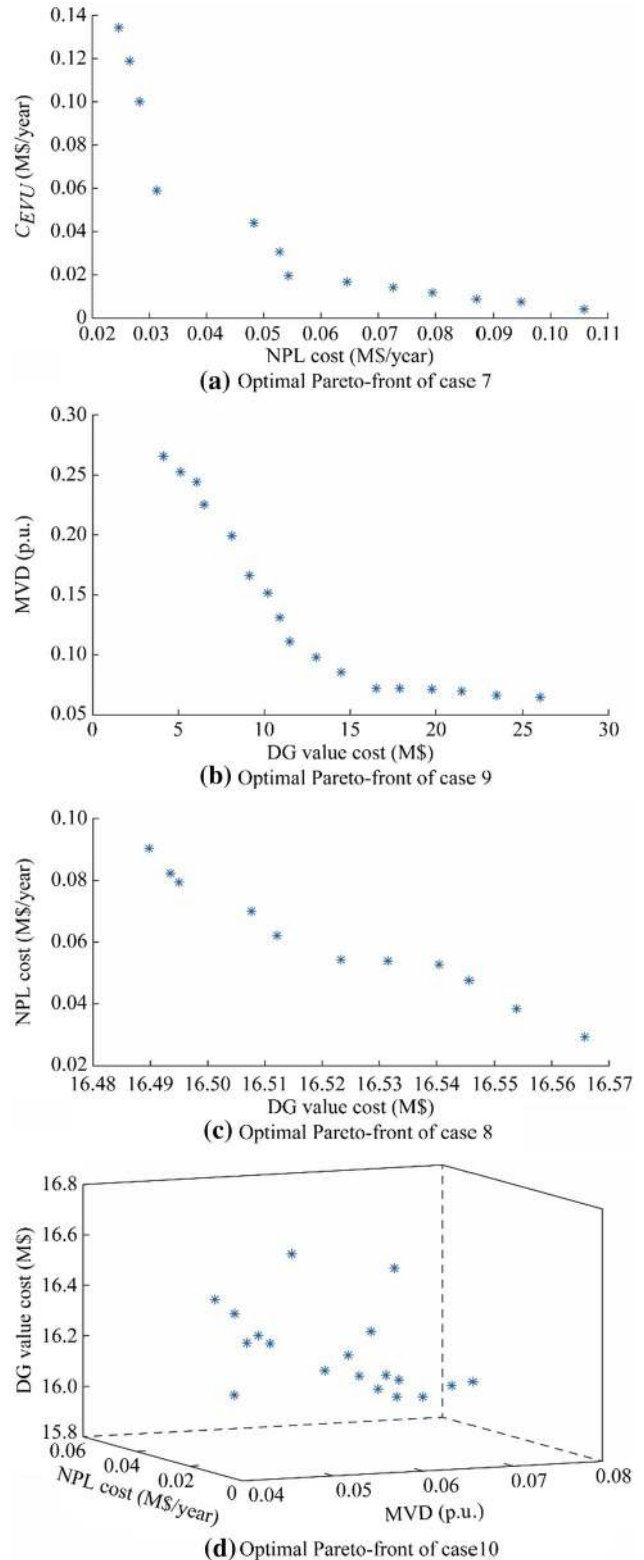 0.14
0.12
0.10
0.08
0.06
0.04
0.02
0
C_EVU (M$/year)
0.02 0.03 0.04 0.05 0.06 0.07 0.08 0.09 0.10 0.11
NPL cost (M$/year)
(a) Optimal Pareto-front of case 7
0.30
0.25
0.20
0.15
0.10
0.05
MVD (p.u.)
0 5 10 15 20 25 30
DG value cost (M$)
(b) Optimal Pareto-front of case 9
0.10
0.08
0.06
0.04
0.02
NPL cost (M$/year)
16.48 16.49 16.50 16.51 16.52 16.53 16.54 16.55 16.56 16.57
DG value cost (M$)
(c) Optimal Pareto-front of case 8
16.8
16.6
16.4
16.2
16.0
15.8
DG value cost (M$)
0.06 0.04 0.02 0
NPL cost (M$/year)
0.04 0.05 0.06 0.07 0.08
MVD (p.u.)
(d) Optimal Pareto-front of case10